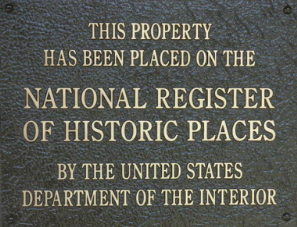 THIS PROPERTY
HAS BEEN PLACED ON THE
NATIONAL REGISTER
OF HISTORIC PLACES
BY THE UNITED STATES
DEPARTMENT OF THE INTERIOR